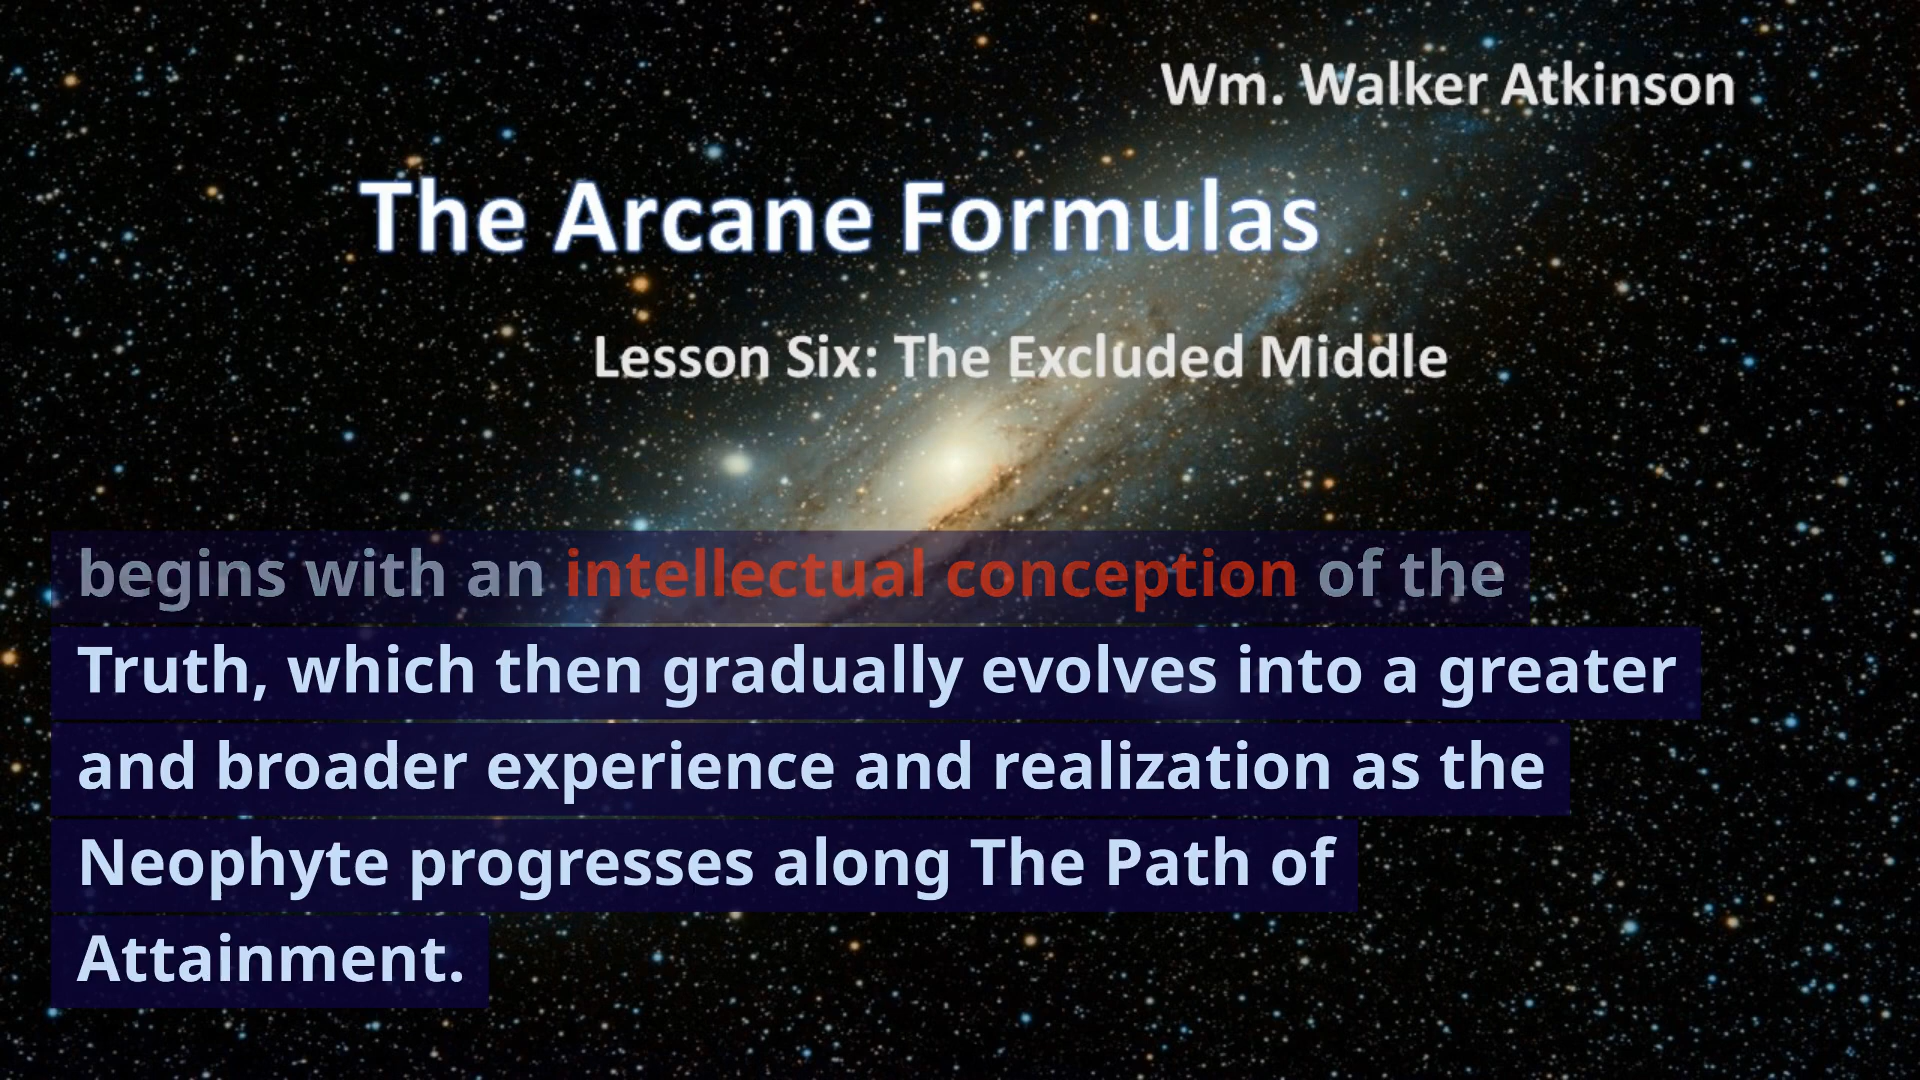 Wm. Walker Atkinson
The Arcane Formulas
Lesson Six: The Excluded Middle
begins with an intellectual conception of the
Truth, which then gradually evolves into a greater
and broader experience and realization as the
Neophyte progresses along The Path of
Attainment.